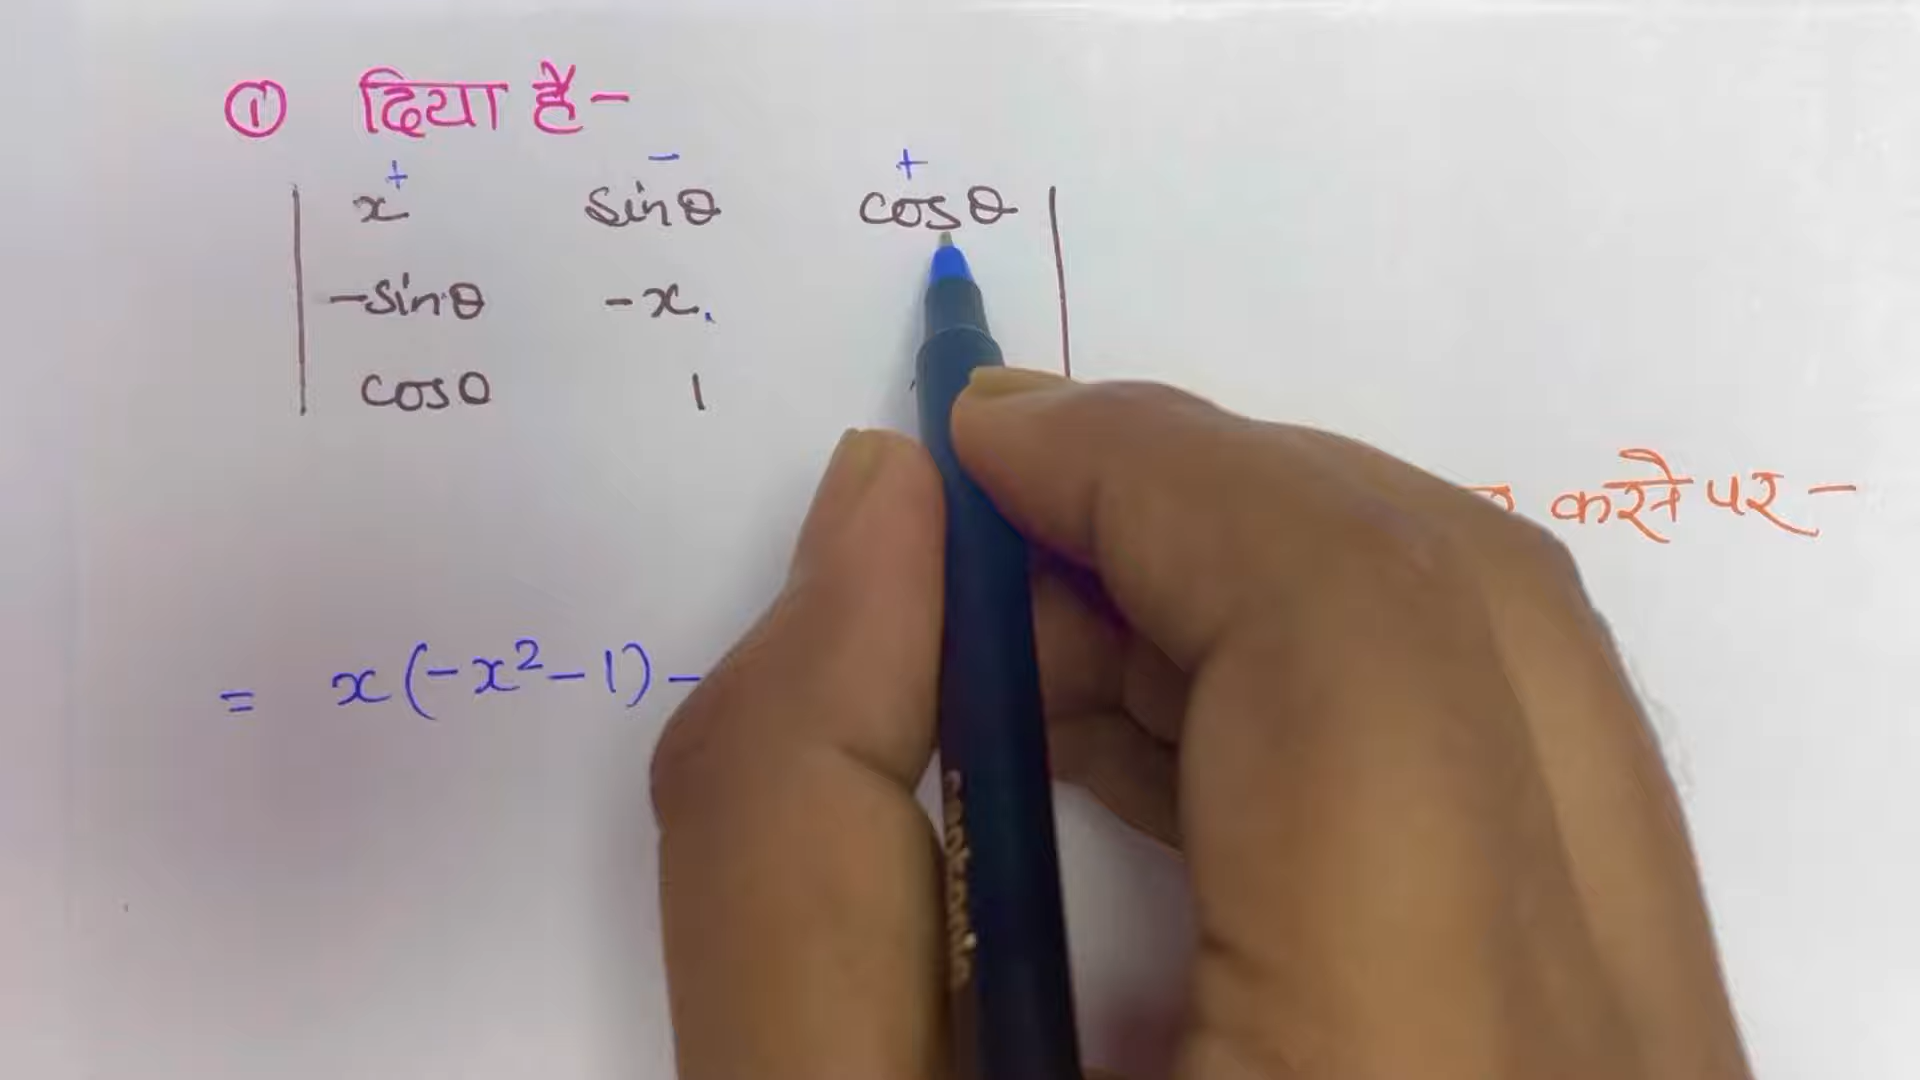 ① दिया है-
+ - +
x sinθ cosθ
-sinθ -x
cosθ 1
करने पर -
= x(-x²-1)-